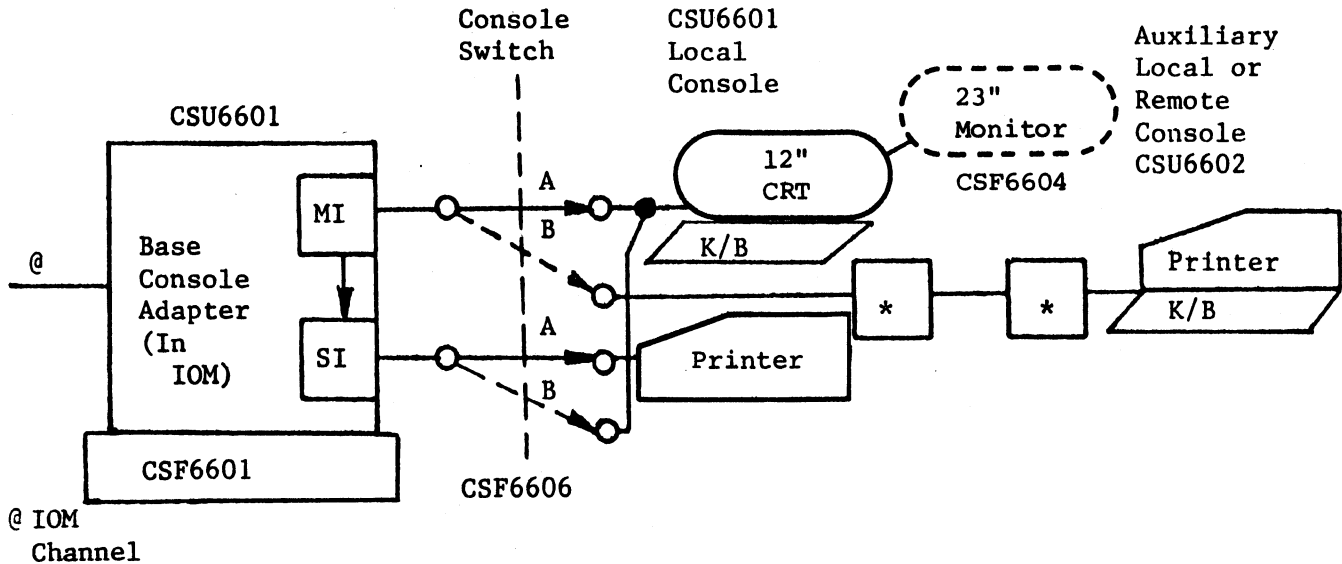 Console
Switch
CSU6601
Local
Console
Auxiliary
Local or
Remote
Console
CSU6602
CSU6601
23"
Monitor
CSF6604
12"
CRT
K/B
MI
A
B
@
Base
Console
Adapter
(In
IOM)
SI
A
B
Printer
*
*
Printer
K/B
CSF6601
CSF6606
@ IOM
Channel